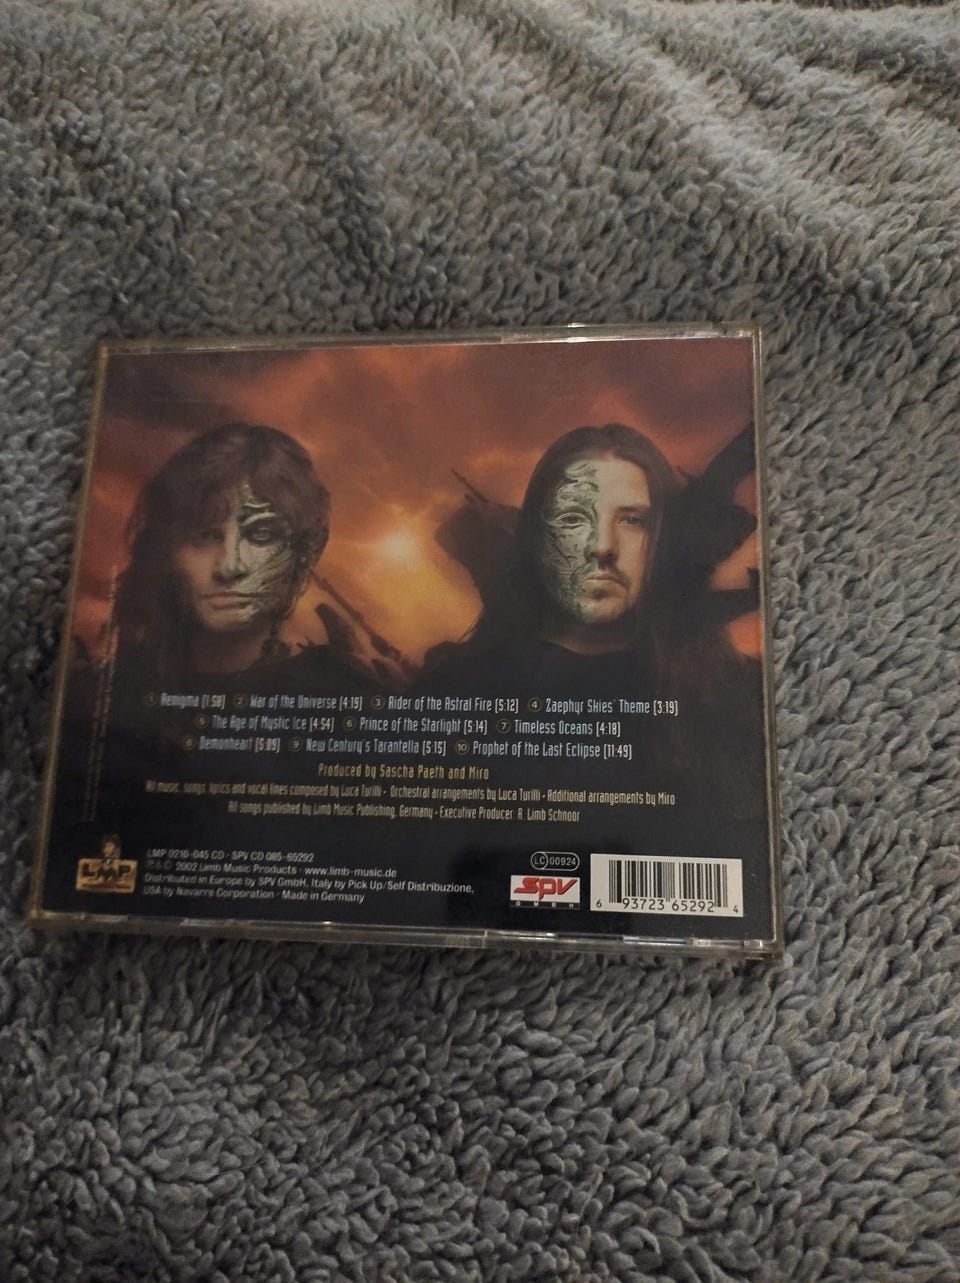 1 Aenigma [1:58] 2 War of the Universe [4:19] 3 Rider of the Astral Fire [5:12] 4 Zaephyr Skies' Theme [3:19]
5 The Age of Mystic Ice [4:54] 6 Prince of the Starlight [5:14] 7 Timeless Oceans [4:18]
8 Demonheart [5:09] 9 New Century's Tarantella [5:15] 10 Prophet of the Last Eclipse [11:49]
Produced by Sascha Paeth and Miro
All music, songs, lyrics and vocal lines composed by Luca Turilli - Orchestral arrangements by Luca Turilli - Additional arrangements by Miro
All songs published by Limb Music Publishing, Germany - Executive Producer: A. Limb Schnoor
LMP
LMP 0210-045 CD · SPV CD 085-65292
℗ & © 2002 Limb Music Products · www.limb-music.de
Distributed in Europe by SPV GmbH, Italy by Pick Up/Self Distribuzione,
USA by Navarre Corporation · Made in Germany
LC 00924
SPV
GMBH
6 93723 65292 4